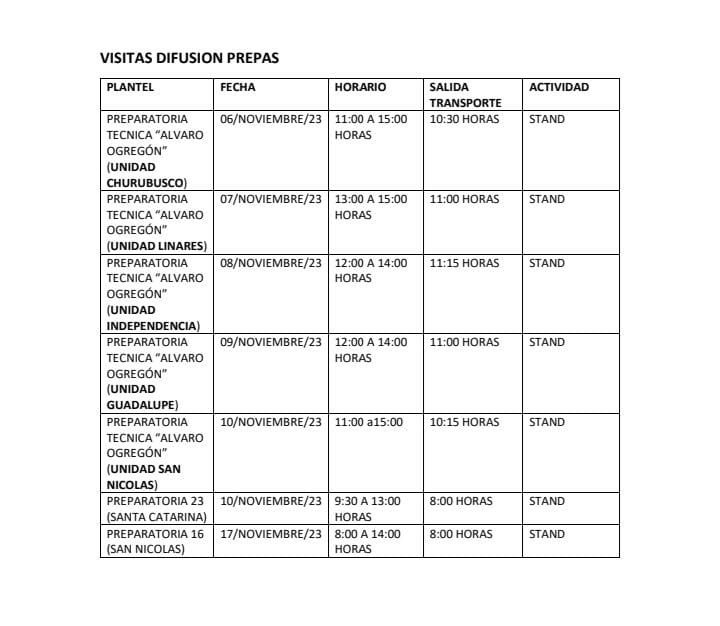 VISITAS DIFUSION PREPAS
PLANTEL FECHA HORARIO SALIDA TRANSPORTE ACTIVIDAD
PREPARATORIA 06/NOVIEMBRE/23 11:00 A 15:00 10:30 HORAS STAND
TECNICA “ALVARO HORAS
OGREGÓN”
(UNIDAD
CHURUBUSCO)
PREPARATORIA 07/NOVIEMBRE/23 13:00 A 15:00 11:00 HORAS STAND
TECNICA “ALVARO HORAS
OGREGÓN”
(UNIDAD LINARES)
PREPARATORIA 08/NOVIEMBRE/23 12:00 A 14:00 11:15 HORAS STAND
TECNICA “ALVARO HORAS
OGREGÓN”
(UNIDAD
INDEPENDENCIA)
PREPARATORIA 09/NOVIEMBRE/23 12:00 A 14:00 11:00 HORAS STAND
TECNICA “ALVARO HORAS
OGREGÓN”
(UNIDAD
GUADALUPE)
PREPARATORIA 10/NOVIEMBRE/23 11:00 a15:00 10:15 HORAS STAND
TECNICA “ALVARO
OGREGÓN”
(UNIDAD SAN
NICOLAS)
PREPARATORIA 23 10/NOVIEMBRE/23 9:30 A 13:00 8:00 HORAS STAND
(SANTA CATARINA) HORAS
PREPARATORIA 16 17/NOVIEMBRE/23 8:00 A 14:00 8:00 HORAS STAND
(SAN NICOLAS) HORAS